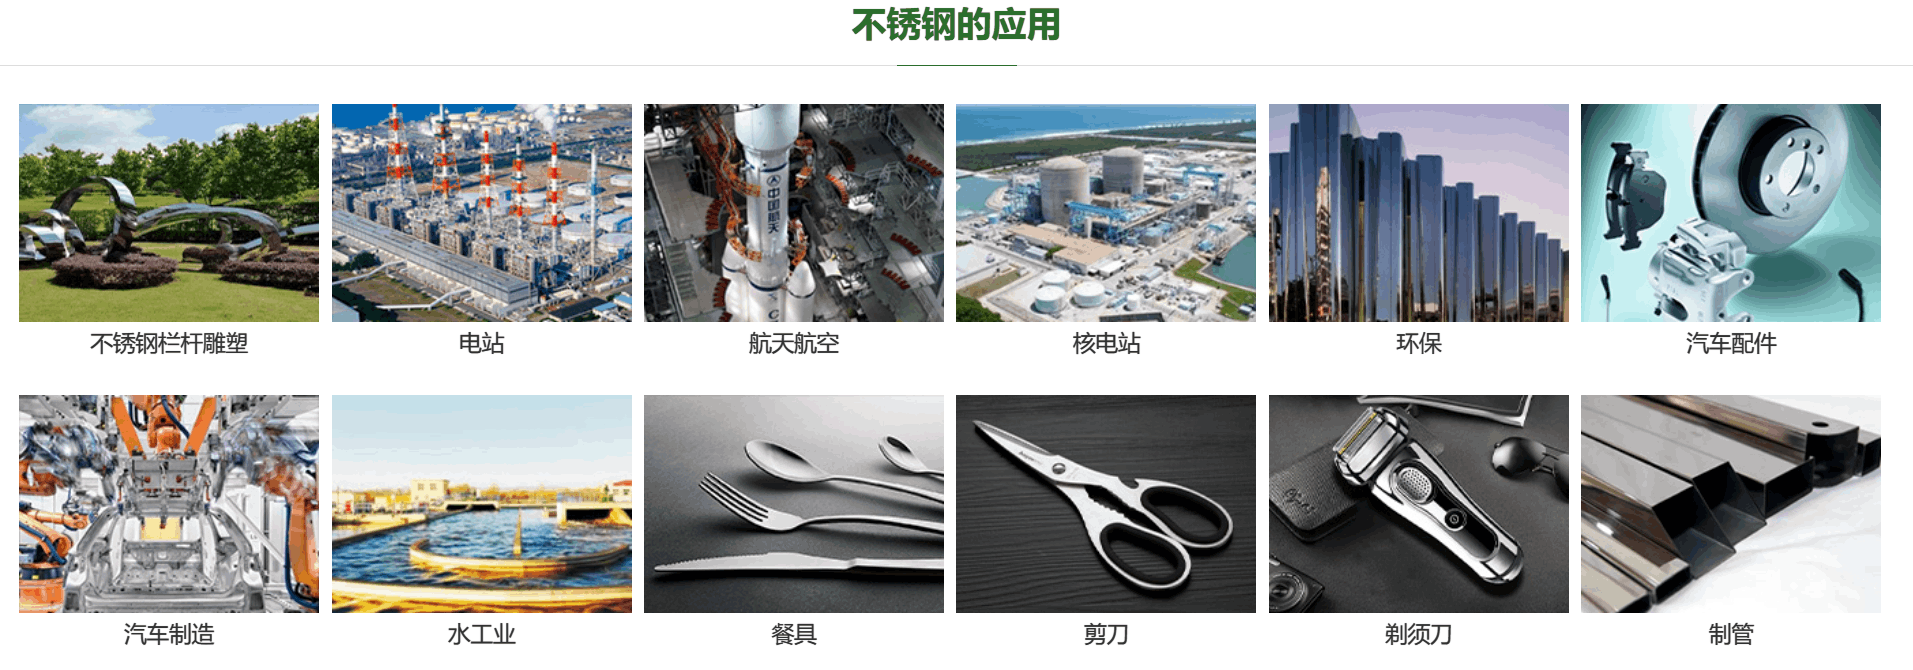 不锈钢的应用
中国航天
不锈钢栏杆雕塑
电站
航天航空
核电站
环保
汽车配件
汽车制造
水工业
餐具
剪刀
剃须刀
制管